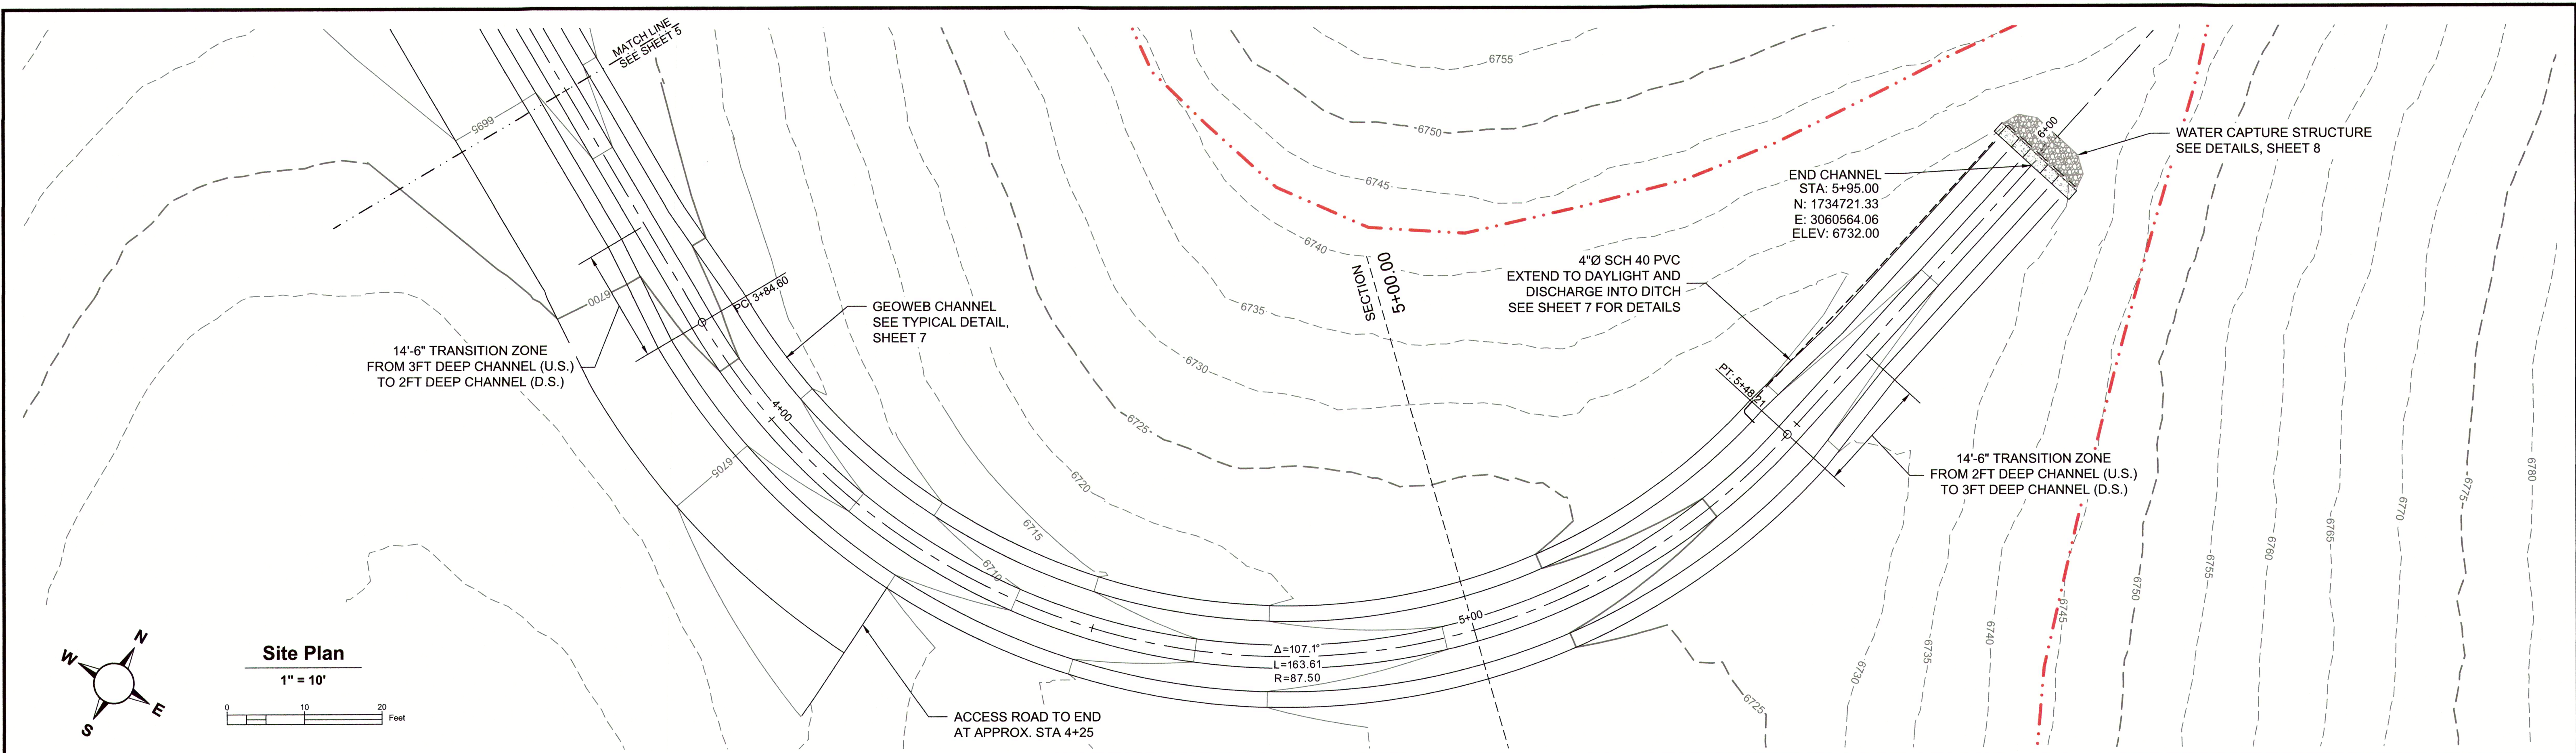 MATCH LINE
SEE SHEET 5
6695
6700
PC: 3+84.60
14'-6" TRANSITION ZONE
FROM 3FT DEEP CHANNEL (U.S.)
TO 2FT DEEP CHANNEL (D.S.)
GEOWEB CHANNEL
SEE TYPICAL DETAIL,
SHEET 7
4+00
6705
6710
6715
6720
6725
6730
6735
6740
6745
6750
6755
SECTION
5+00.00
4"Ø SCH 40 PVC
EXTEND TO DAYLIGHT AND
DISCHARGE INTO DITCH
SEE SHEET 7 FOR DETAILS
END CHANNEL
STA: 5+95.00
N: 1734721.33
E: 3060564.06
ELEV: 6732.00
6+00
WATER CAPTURE STRUCTURE
SEE DETAILS, SHEET 8
PT: 5+48.21
14'-6" TRANSITION ZONE
FROM 2FT DEEP CHANNEL (U.S.)
TO 3FT DEEP CHANNEL (D.S.)
5+00
Δ=107.1°
L=163.61
R=87.50
6725
6730
6735
6740
6745
6750
6755
6760
6765
6770
6775
6780
ACCESS ROAD TO END
AT APPROX. STA 4+25
N
W
E
S
Site Plan
1" = 10'
0 10 20
Feet